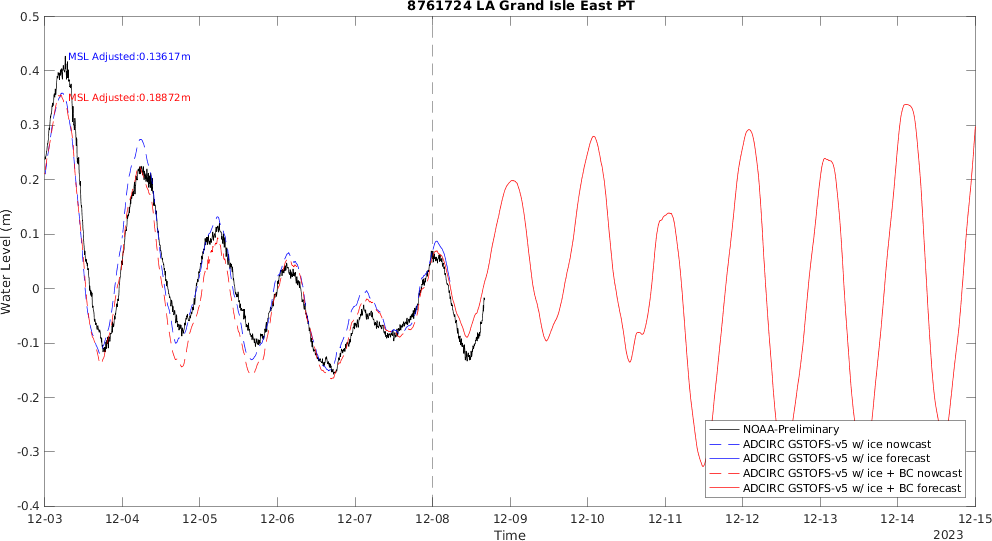 8761724 LA Grand Isle East PT
0.5
MSL Adjusted:0.13617m
0.4
MSL Adjusted:0.18872m
0.3
0.2
0.1
Water Level (m)
0
-0.1
-0.2
-0.3
NOAA-Preliminary
ADCIRC GSTOFS-v5 w/ ice nowcast
ADCIRC GSTOFS-v5 w/ ice forecast
ADCIRC GSTOFS-v5 w/ ice + BC nowcast
ADCIRC GSTOFS-v5 w/ ice + BC forecast
-0.4
12-03 12-04 12-05 12-06 12-07 12-08 12-09 12-10 12-11 12-12 12-13 12-14 12-15
Time
2023